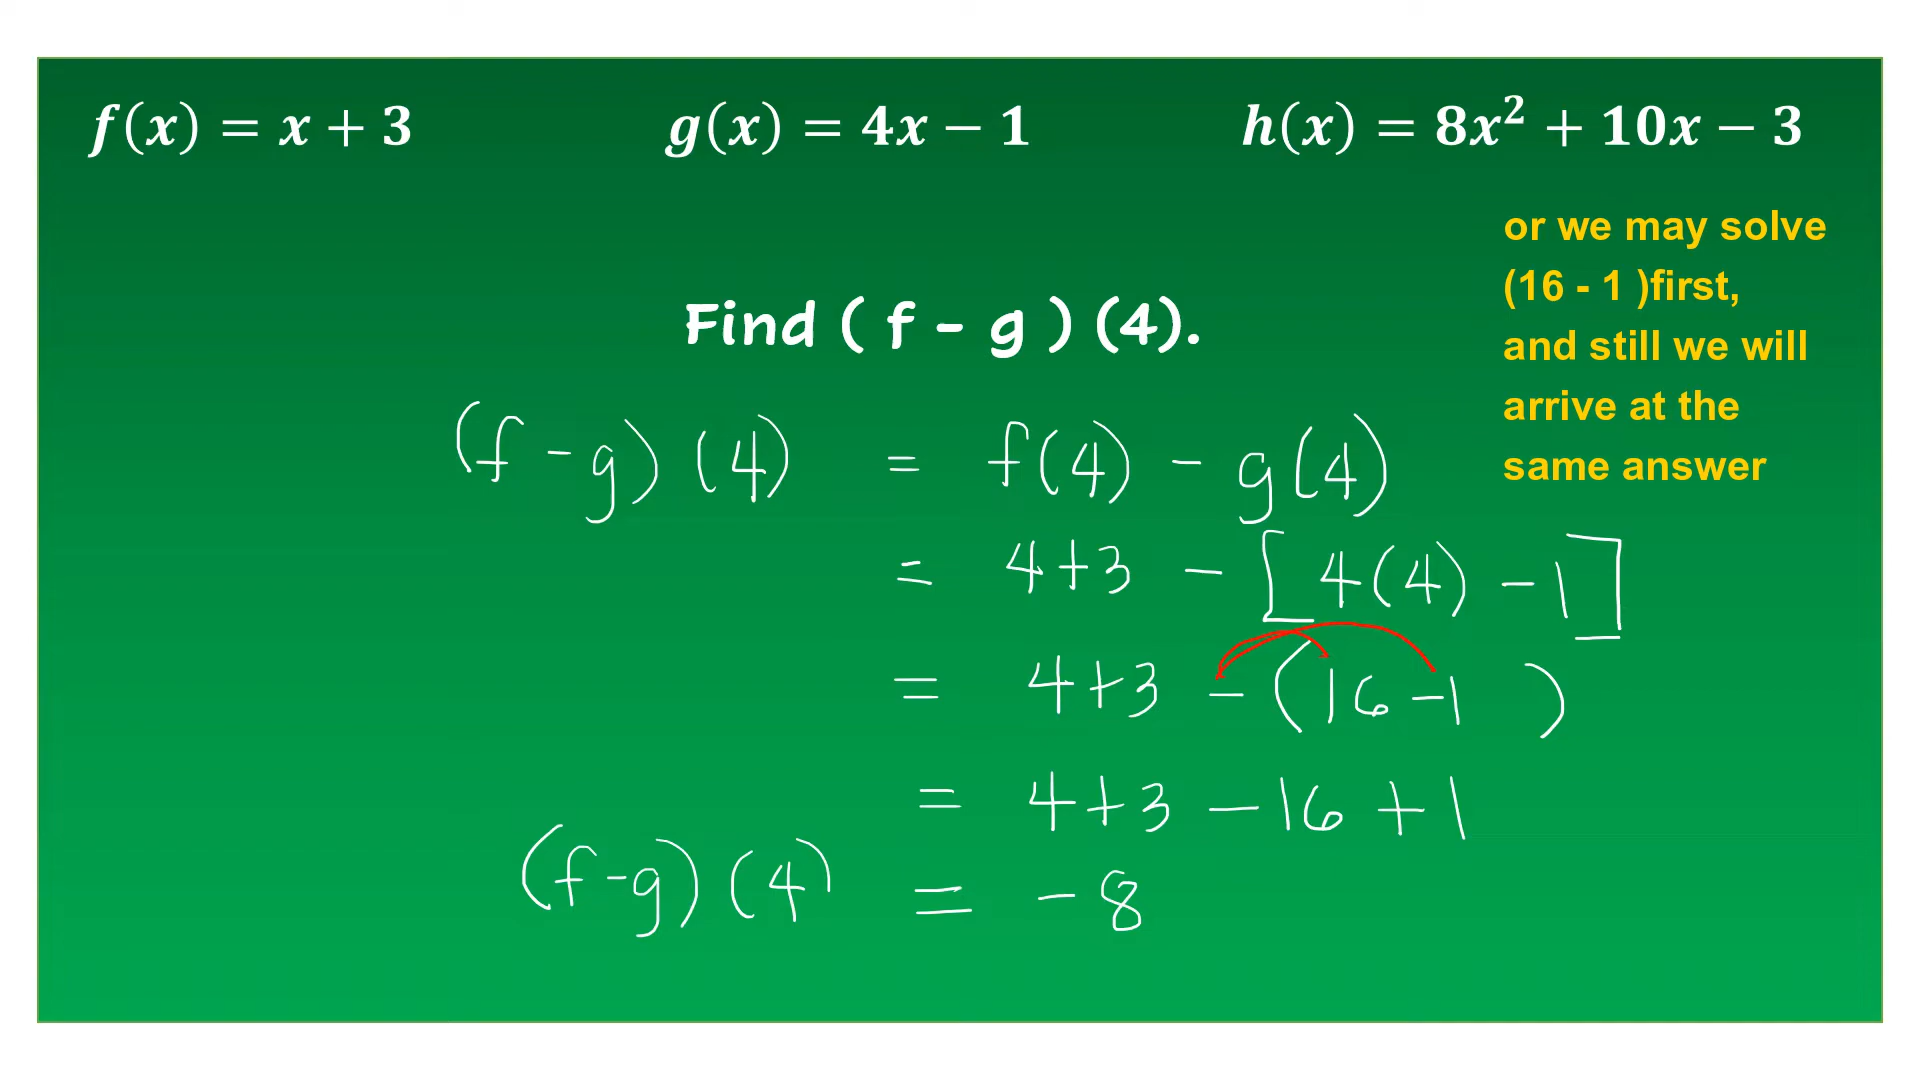 f(x) = x + 3 g(x) = 4x − 1 h(x) = 8x² + 10x − 3
or we may solve
(16 - 1 )first,
and still we will
arrive at the
same answer
Find ( f - g ) (4).
(f - g) (4) = f(4) - g(4)
= 4+3 - [4(4) - 1]
= 4+3 - (16 -1 )
= 4+3 - 16 + 1
(f-g) (4) = - 8